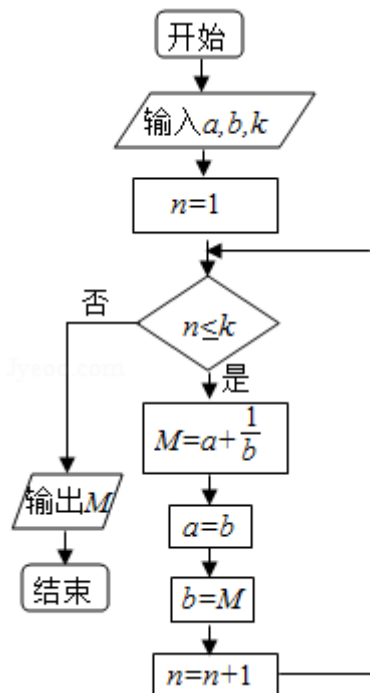 开始
输入a,b,k
n=1
否
n≤k
是
M=a+1/b
输出M
a=b
结束
b=M
n=n+1